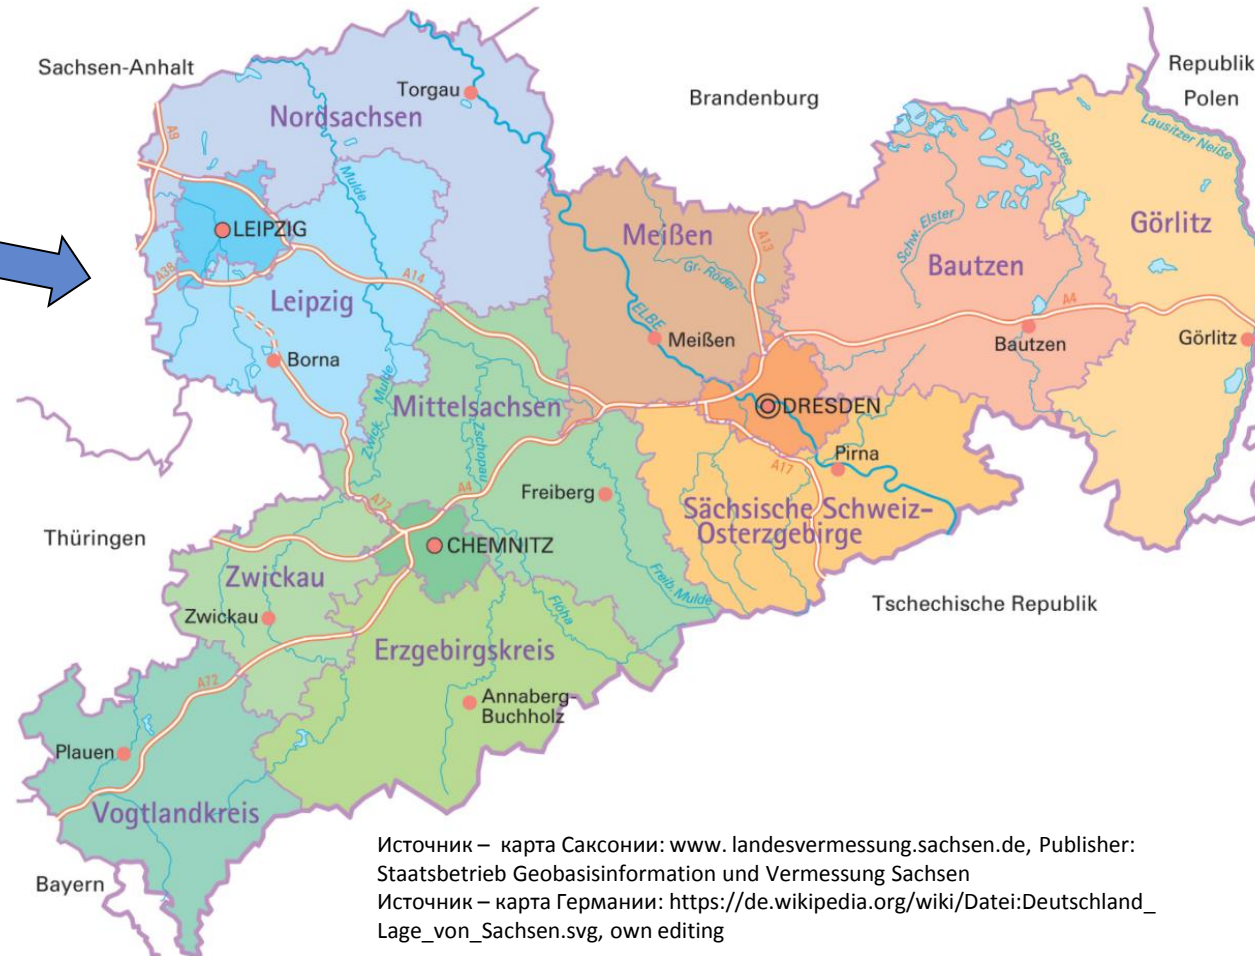 Sachsen-Anhalt
Brandenburg
Republik
Polen
Torgau
Nordsachsen
A9
Mulde
Spree
Lausitzer Neiße
LEIPZIG
Meißen
Schw. Elster
Görlitz
A13
Bautzen
Gr. Röder
A38
A14
Leipzig
A4
ELBE
Meißen
Bautzen
Görlitz
Borna
Zwick. Mulde
Mittelsachsen
DRESDEN
Zschopau
Pirna
A17
A4
A72
Freiberg
Sächsische Schweiz-
Osterzgebirge
Thüringen
CHEMNITZ
Zwickau
Freib. Mulde
Flöha
Tschechische Republik
Zwickau
Erzgebirgskreis
A72
Annaberg-
Buchholz
Plauen
Vogtlandkreis
Bayern
Источник – карта Саксонии: www. landesvermessung.sachsen.de, Publisher:
Staatsbetrieb Geobasisinformation und Vermessung Sachsen
Источник – карта Германии: https://de.wikipedia.org/wiki/Datei:Deutschland_
Lage_von_Sachsen.svg, own editing